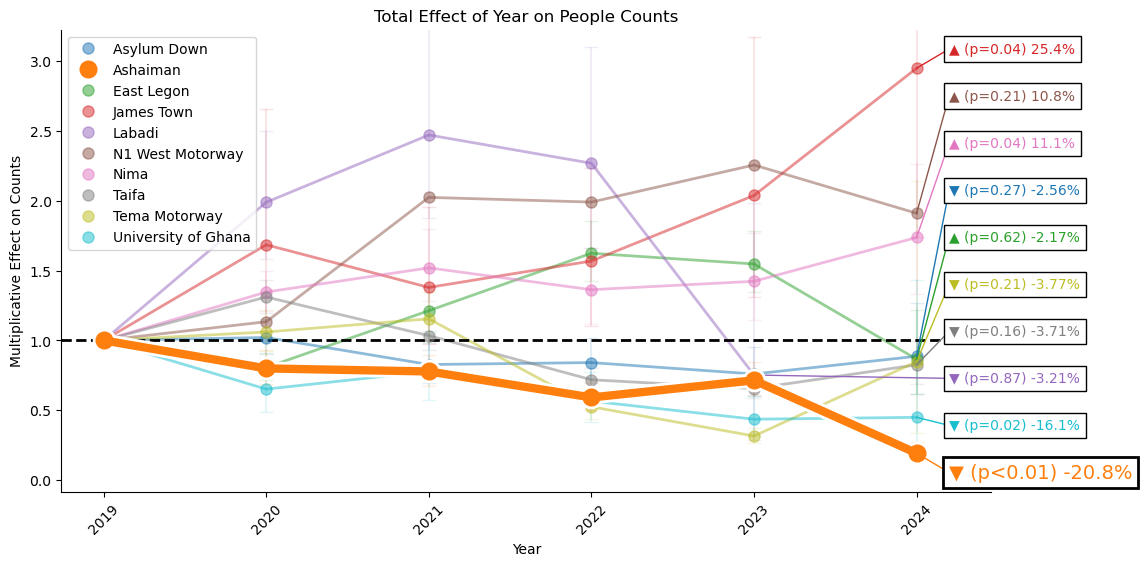 Total Effect of Year on People Counts
Multiplicative Effect on Counts
3.0
2.5
2.0
1.5
1.0
0.5
0.0
Asylum Down
Ashaiman
East Legon
James Town
Labadi
N1 West Motorway
Nima
Taifa
Tema Motorway
University of Ghana
▲ (p=0.04) 25.4%
▲ (p=0.21) 10.8%
▲ (p=0.04) 11.1%
▼ (p=0.27) -2.56%
▲ (p=0.62) -2.17%
▼ (p=0.21) -3.77%
▼ (p=0.16) -3.71%
▼ (p=0.87) -3.21%
▼ (p=0.02) -16.1%
▼ (p<0.01) -20.8%
2019
2020
2021
2022
2023
2024
Year